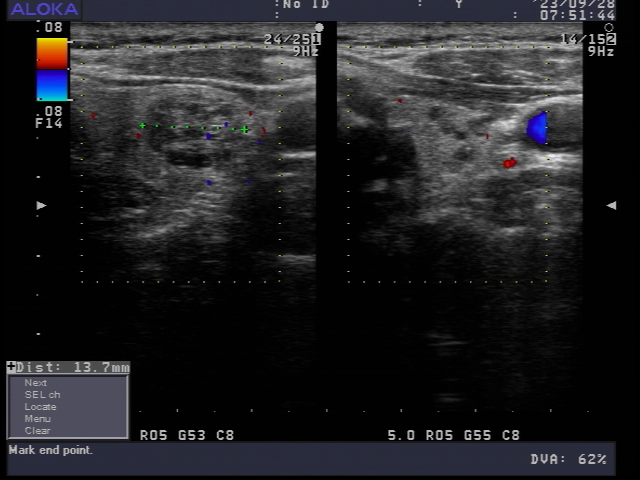 ALOKA :No ID : Y '23/09/28
: : 07:51:44
.08
24/251
9Hz
14/152
9Hz
.08
F14
+Dist: 13.7mm
Next
SEL ch
Locate
Menu
Clear
R05 G53 C8
5.0 R05 G55 C8
Mark end point.
DVA: 62%